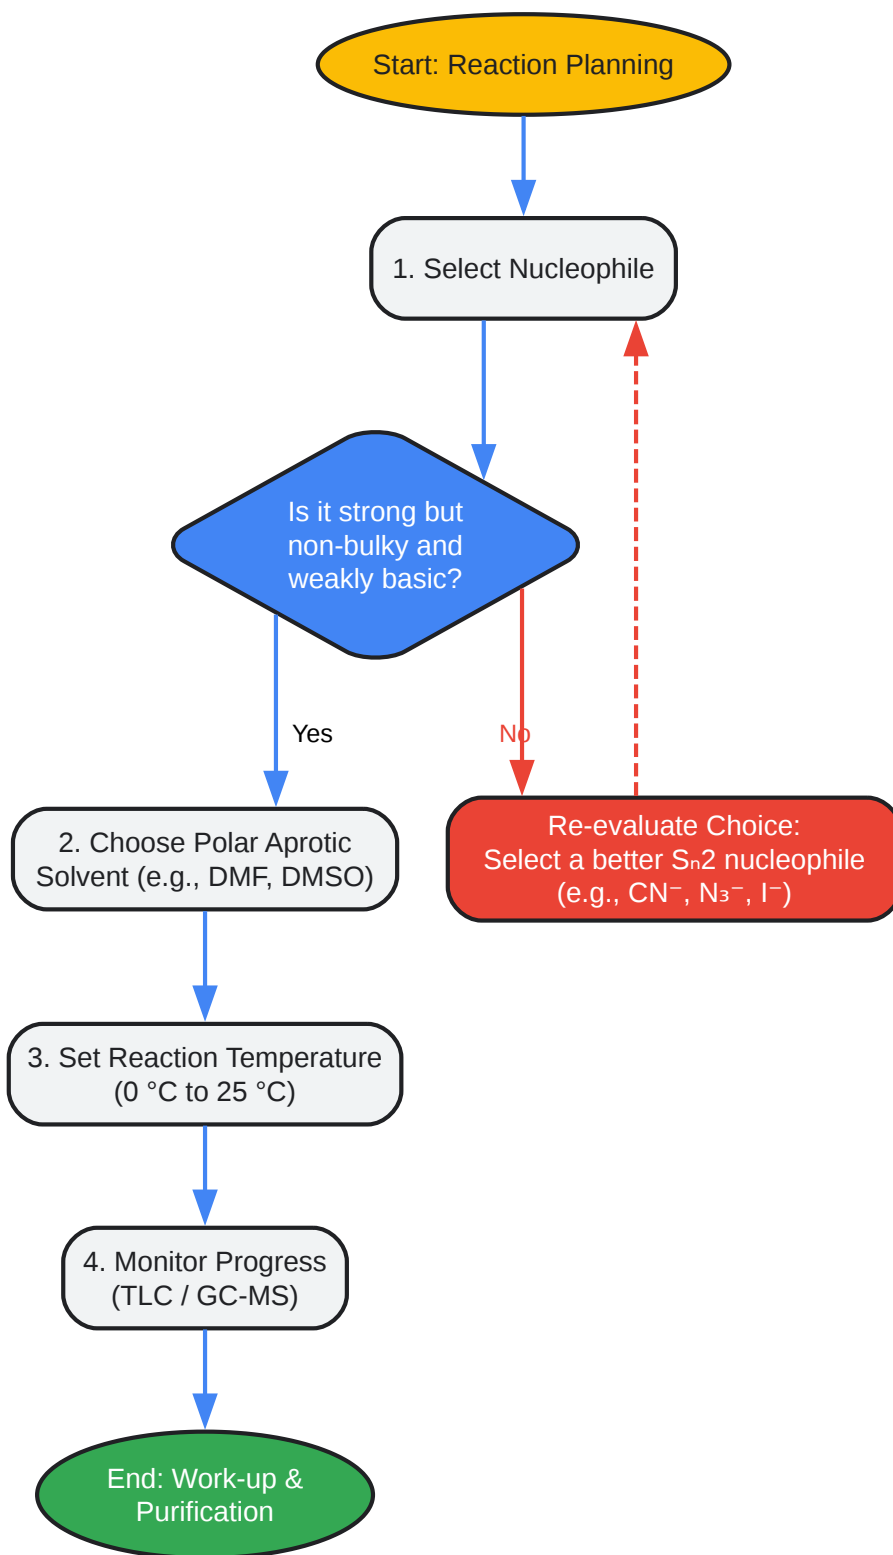 Start: Reaction Planning
1. Select Nucleophile
Is it strong but
non-bulky and
weakly basic?
Yes
No
2. Choose Polar Aprotic
Solvent (e.g., DMF, DMSO)
Re-evaluate Choice:
Select a better Sₙ2 nucleophile
(e.g., CN⁻, N₃⁻, I⁻)
3. Set Reaction Temperature
(0 °C to 25 °C)
4. Monitor Progress
(TLC / GC-MS)
End: Work-up &
Purification